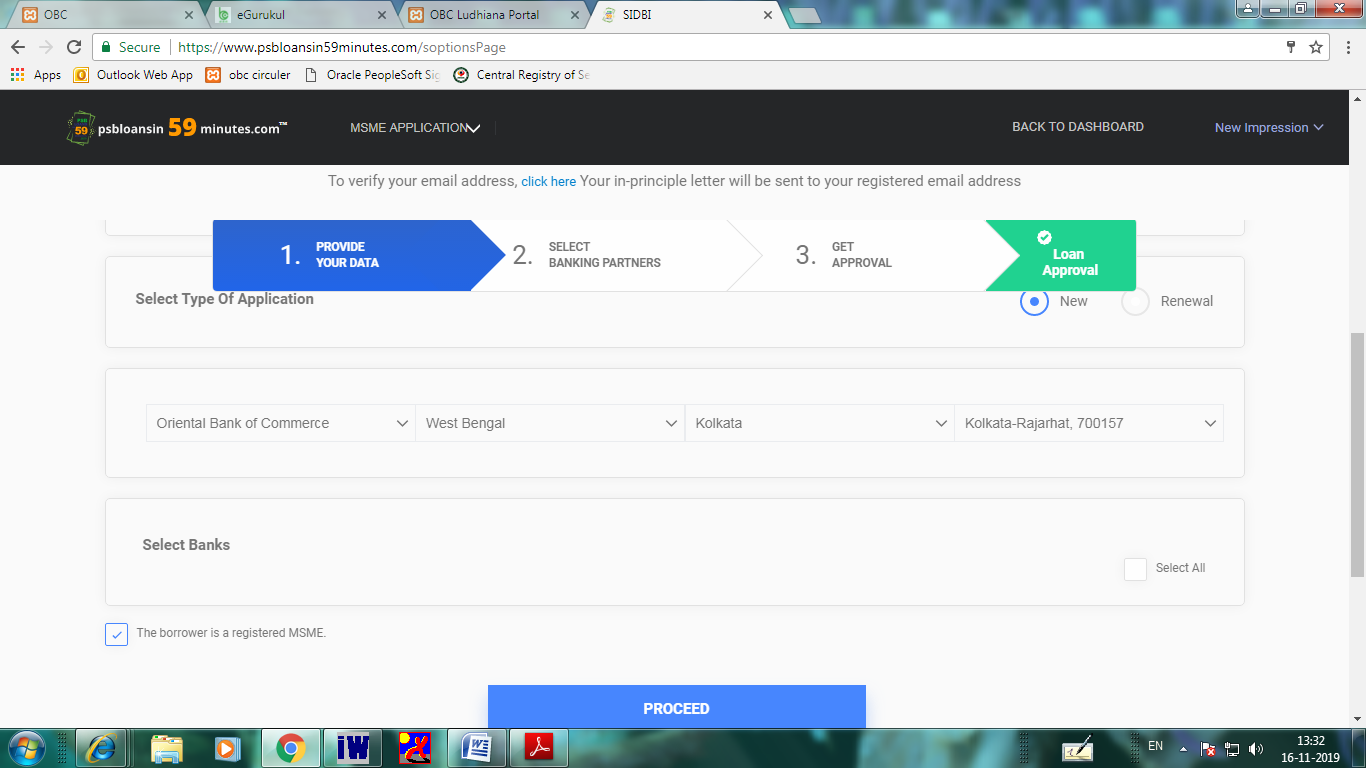 OBC
eGurukul
OBC Ludhiana Portal
SIDBI
Secure https://www.psbloansin59minutes.com/soptionsPage
Apps Outlook Web App obc circuler Oracle PeopleSoft Central Registry of
psbloansin 59 minutes.com™
MSME APPLICATION
BACK TO DASHBOARD
New Impression
To verify your email address, click here Your in-principle letter will be sent to your registered email address
1. PROVIDE
YOUR DATA
2. SELECT
BANKING PARTNERS
3. GET
APPROVAL
Loan
Approval
Select Type Of Application
New
Renewal
Oriental Bank of Commerce
West Bengal
Kolkata
Kolkata-Rajarhat, 700157
Select Banks
Select All
The borrower is a registered MSME.
PROCEED
EN
13:32
16-11-2019